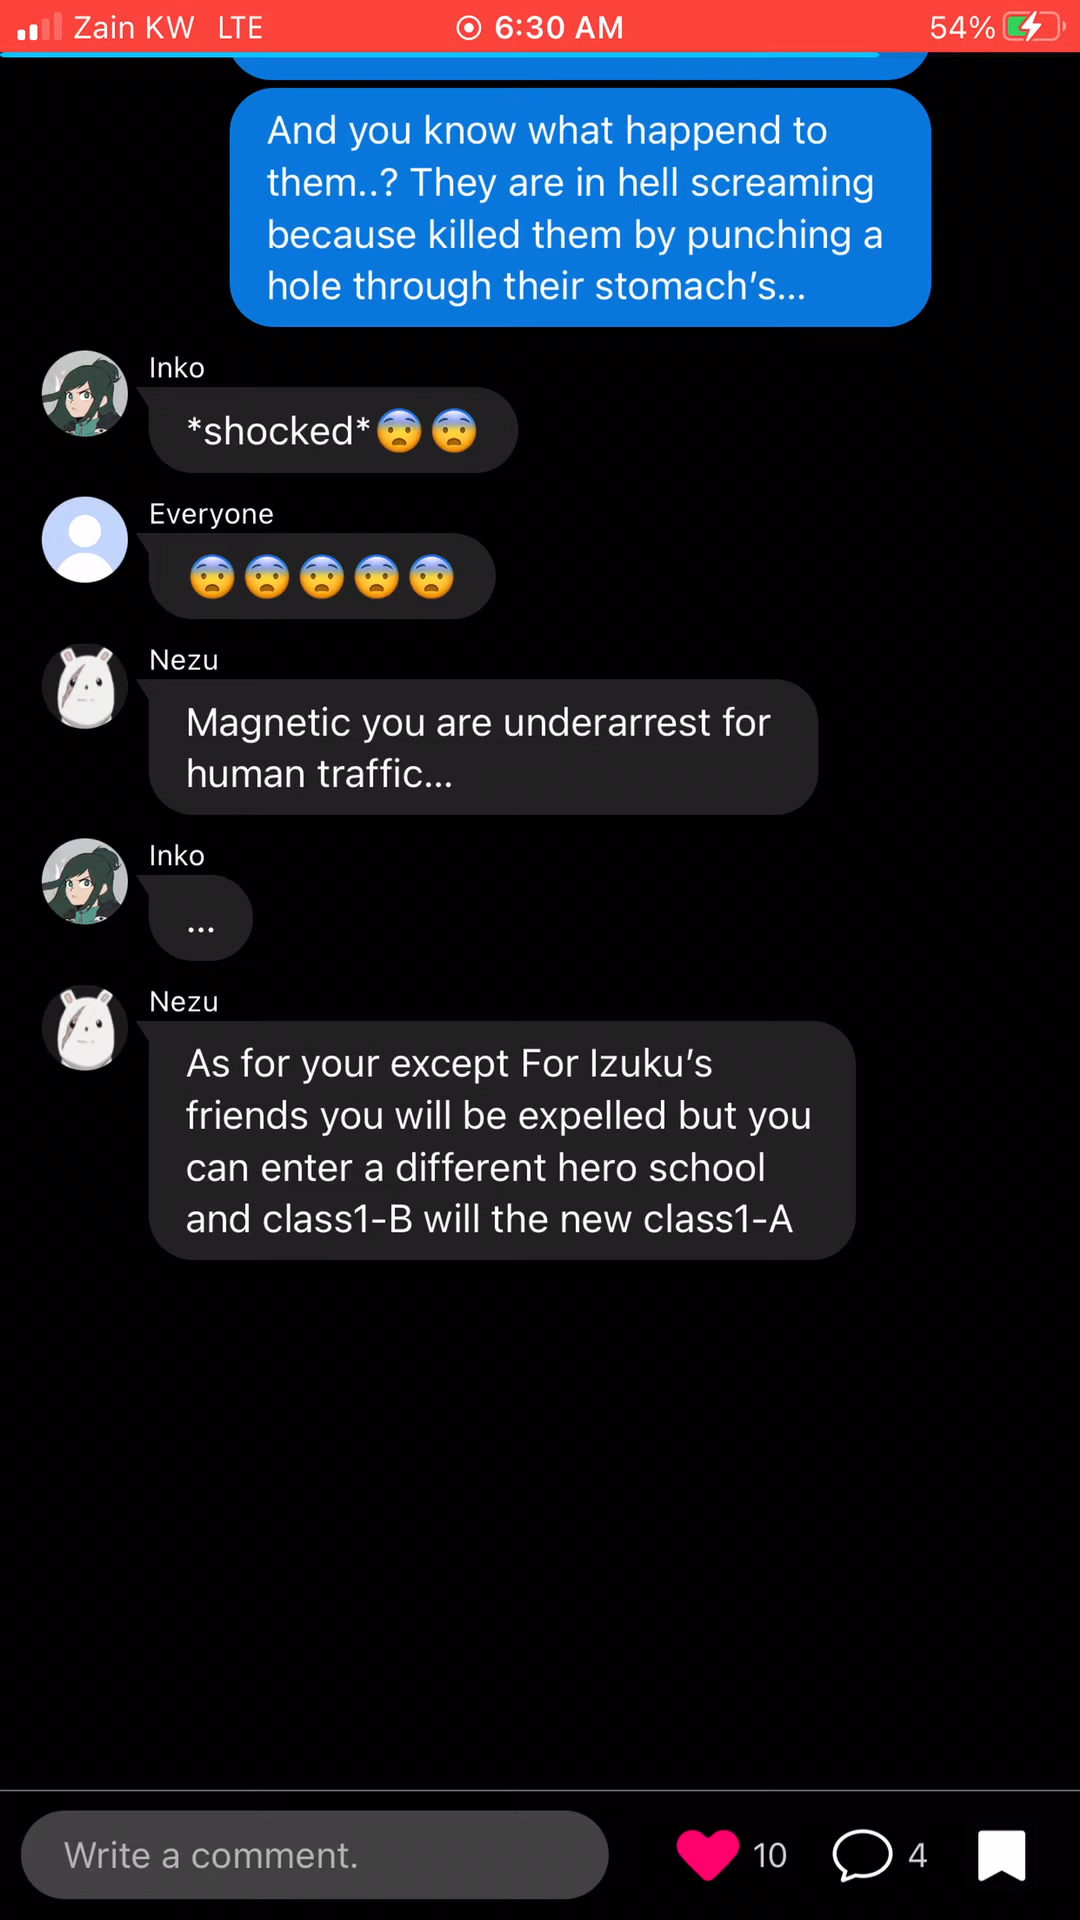 Zain KW LTE 6:30 AM 54%
And you know what happend to
them..? They are in hell screaming
because killed them by punching a
hole through their stomach’s...
Inko
*shocked*😨😨
Everyone
😨😨😨😨😨
Nezu
Magnetic you are underarrest for
human traffic...
Inko
...
Nezu
As for your except For Izuku’s
friends you will be expelled but you
can enter a different hero school
and class1-B will the new class1-A
Write a comment. 10 4